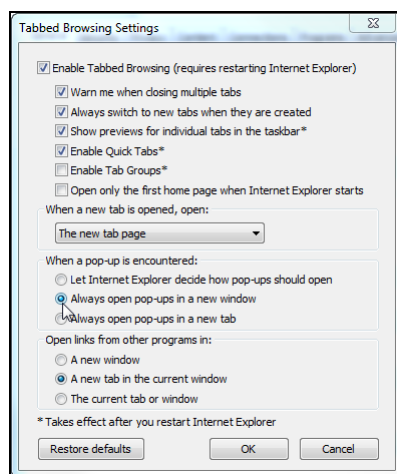 Tabbed Browsing Settings
Enable Tabbed Browsing (requires restarting Internet Explorer)
Warn me when closing multiple tabs
Always switch to new tabs when they are created
Show previews for individual tabs in the taskbar*
Enable Quick Tabs*
Enable Tab Groups*
Open only the first home page when Internet Explorer starts
When a new tab is opened, open:
The new tab page
When a pop-up is encountered:
Let Internet Explorer decide how pop-ups should open
Always open pop-ups in a new window
Always open pop-ups in a new tab
Open links from other programs in:
A new window
A new tab in the current window
The current tab or window
* Takes effect after you restart Internet Explorer
Restore defaults OK Cancel